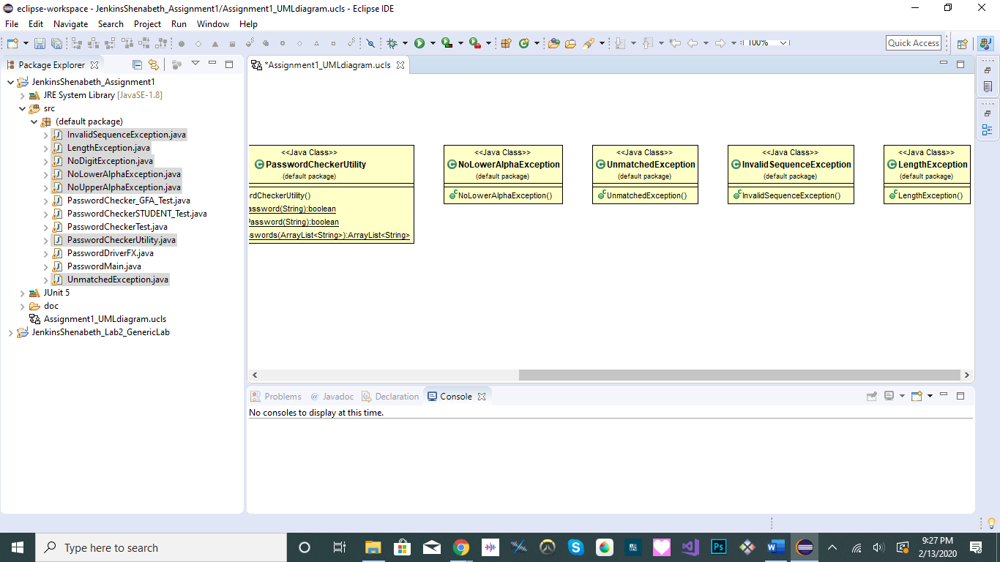 eclipse-workspace - JenkinsShenabeth_Assignment1/Assignment1_UMLdiagram.ucls - Eclipse IDE
File Edit Navigate Search Project Run Window Help
100%
Quick Access
Package Explorer
JenkinsShenabeth_Assignment1
JRE System Library [JavaSE-1.8]
src
(default package)
InvalidSequenceException.java
LengthException.java
NoDigitException.java
NoLowerAlphaException.java
NoUpperAlphaException.java
PasswordChecker_GFA_Test.java
PasswordCheckerSTUDENT_Test.java
PasswordCheckerTest.java
PasswordCheckerUtility.java
PasswordDriverFX.java
PasswordMain.java
UnmatchedException.java
JUnit 5
doc
Assignment1_UMLdiagram.ucls
JenkinsShenabeth_Lab2_GenericLab
*Assignment1_UMLdiagram.ucls
<<Java Class>>
PasswordCheckerUtility
(default package)
ordCheckerUtility()
assword(String):boolean
Password(String):boolean
swords(ArrayList<String>):ArrayList<String>
<<Java Class>>
NoLowerAlphaException
(default package)
NoLowerAlphaException()
<<Java Class>>
UnmatchedException
(default package)
UnmatchedException()
<<Java Class>>
InvalidSequenceException
(default package)
InvalidSequenceException()
<<Java Class>>
LengthException
(default package)
LengthException()
Problems @ Javadoc Declaration Console
No consoles to display at this time.
Type here to search
Ps
9:27 PM
2/13/2020